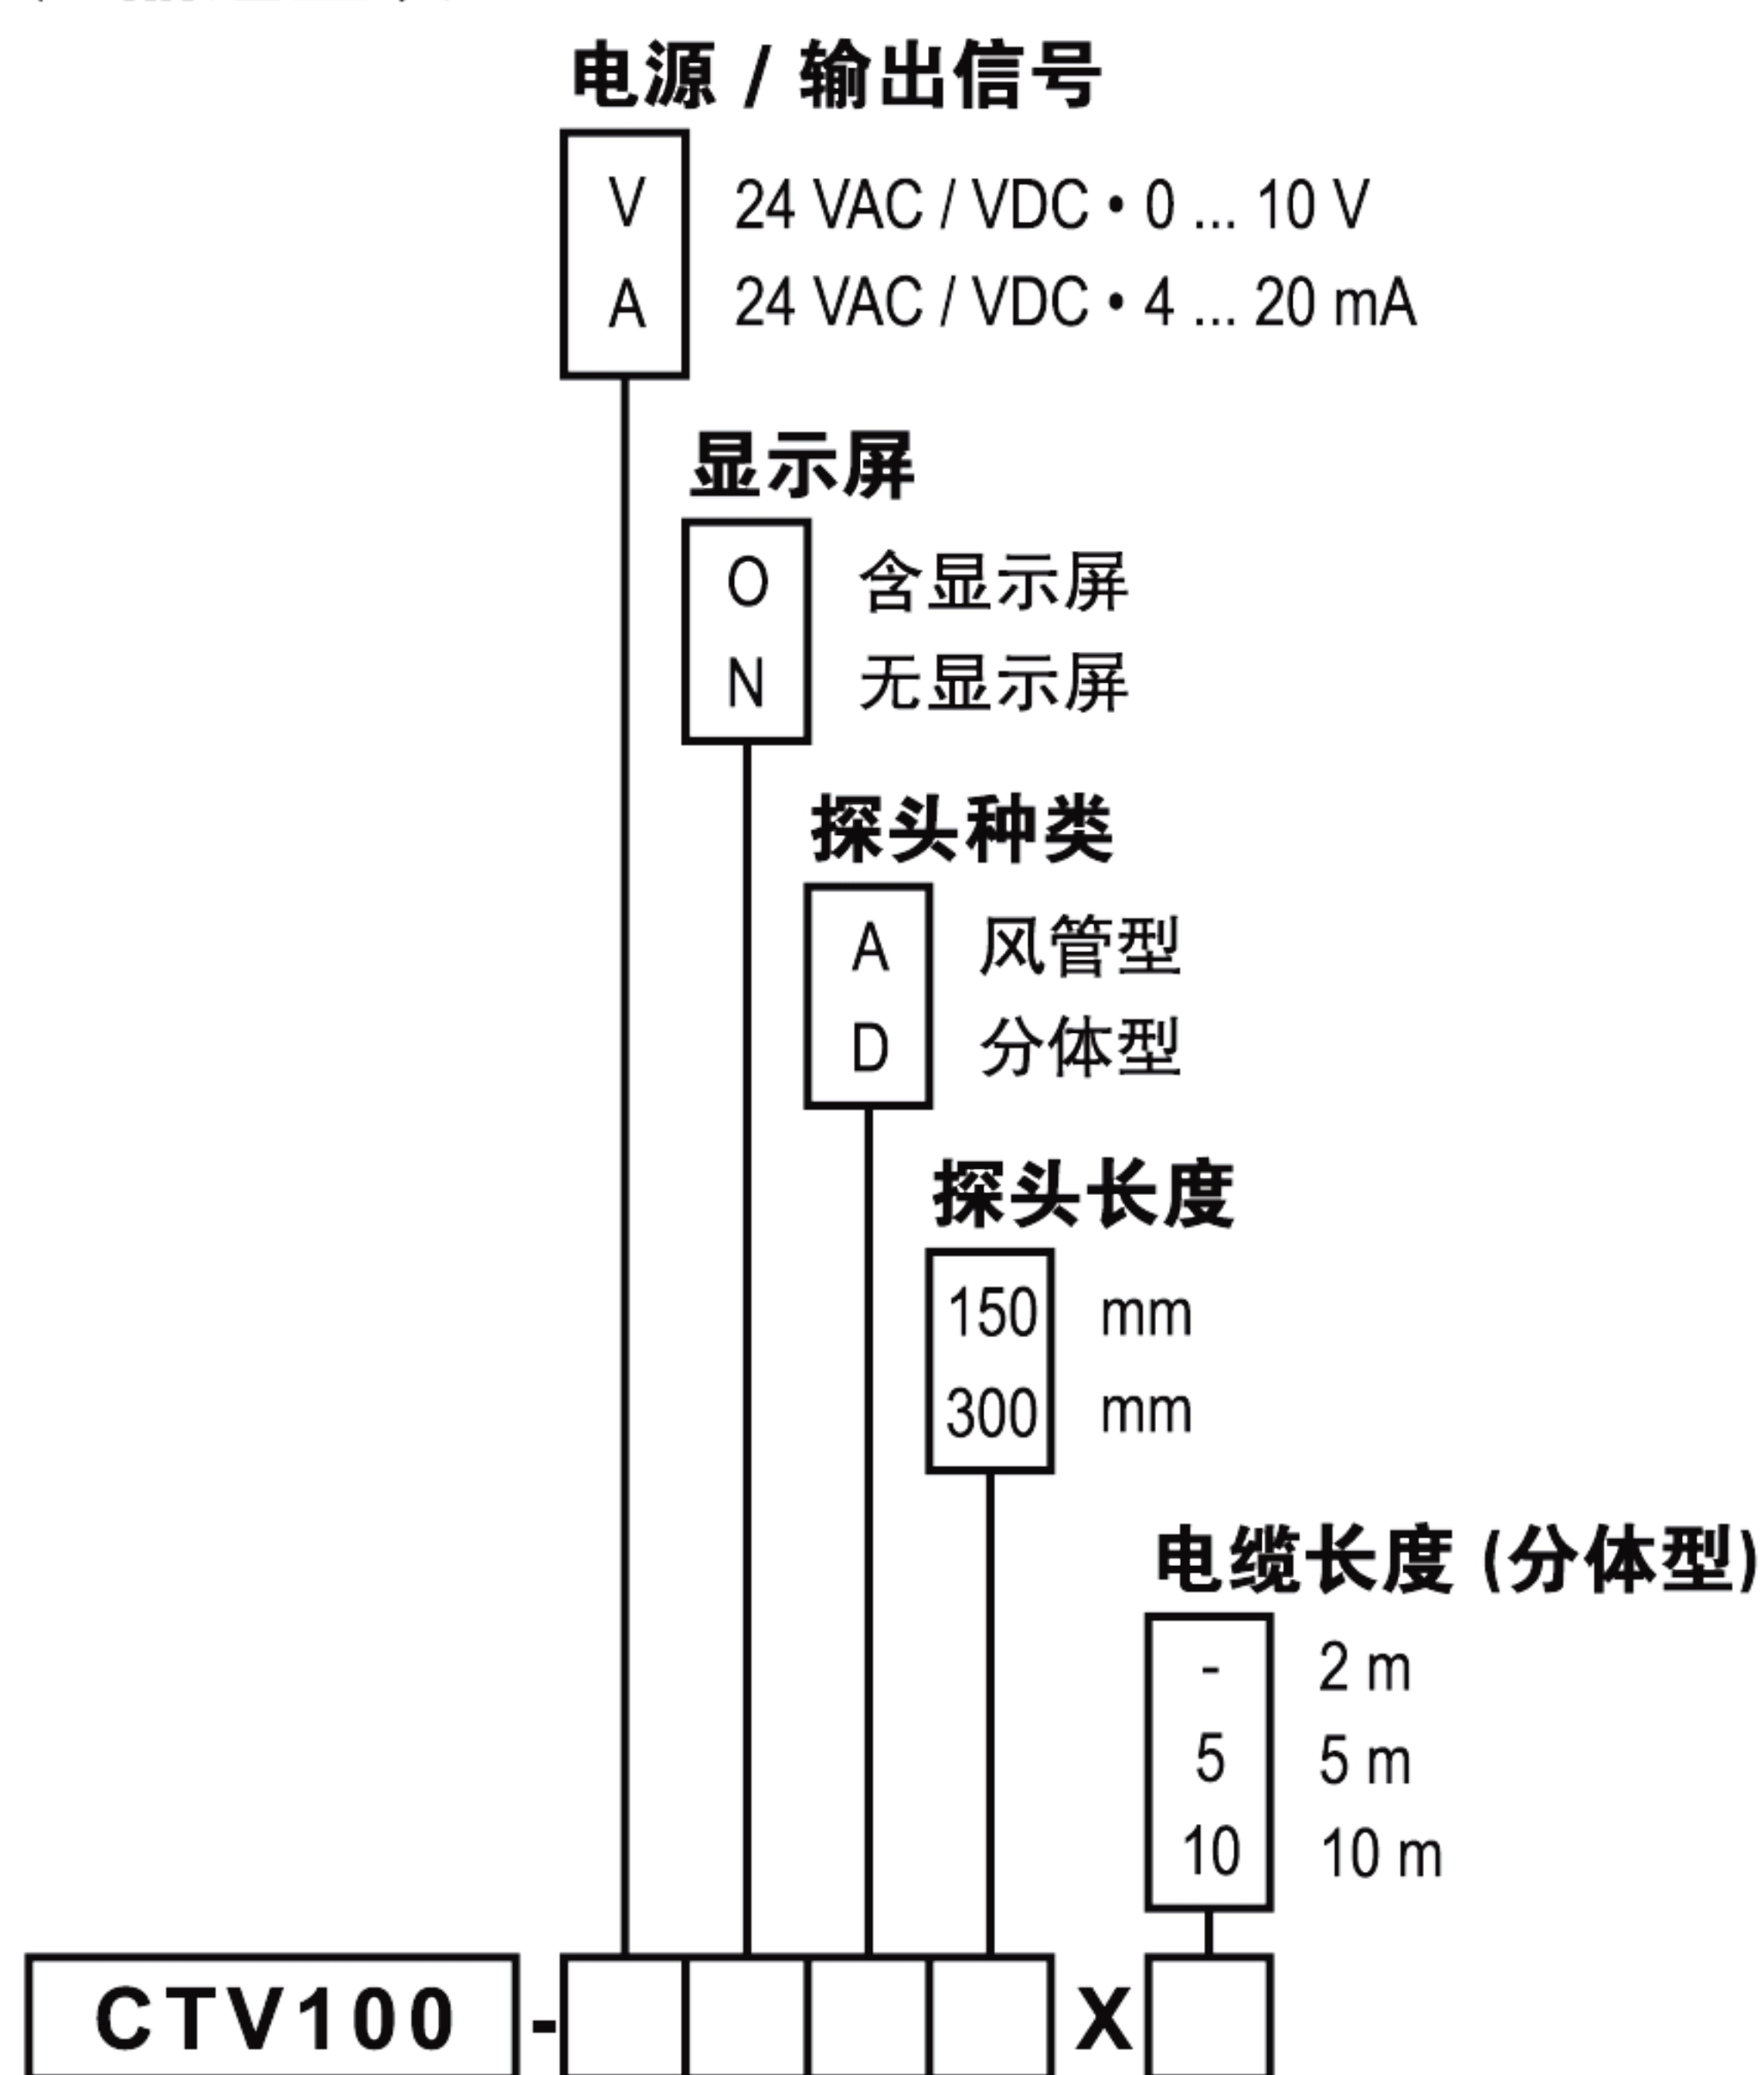 电源 / 输出信号
V 24 VAC / VDC • 0 ... 10 V
A 24 VAC / VDC • 4 ... 20 mA
显示屏
O 含显示屏
N 无显示屏
探头种类
A 风管型
D 分体型
探头长度
150 mm
300 mm
电缆长度 (分体型)
- 2 m
5 5 m
10 10 m
CTV100 - X